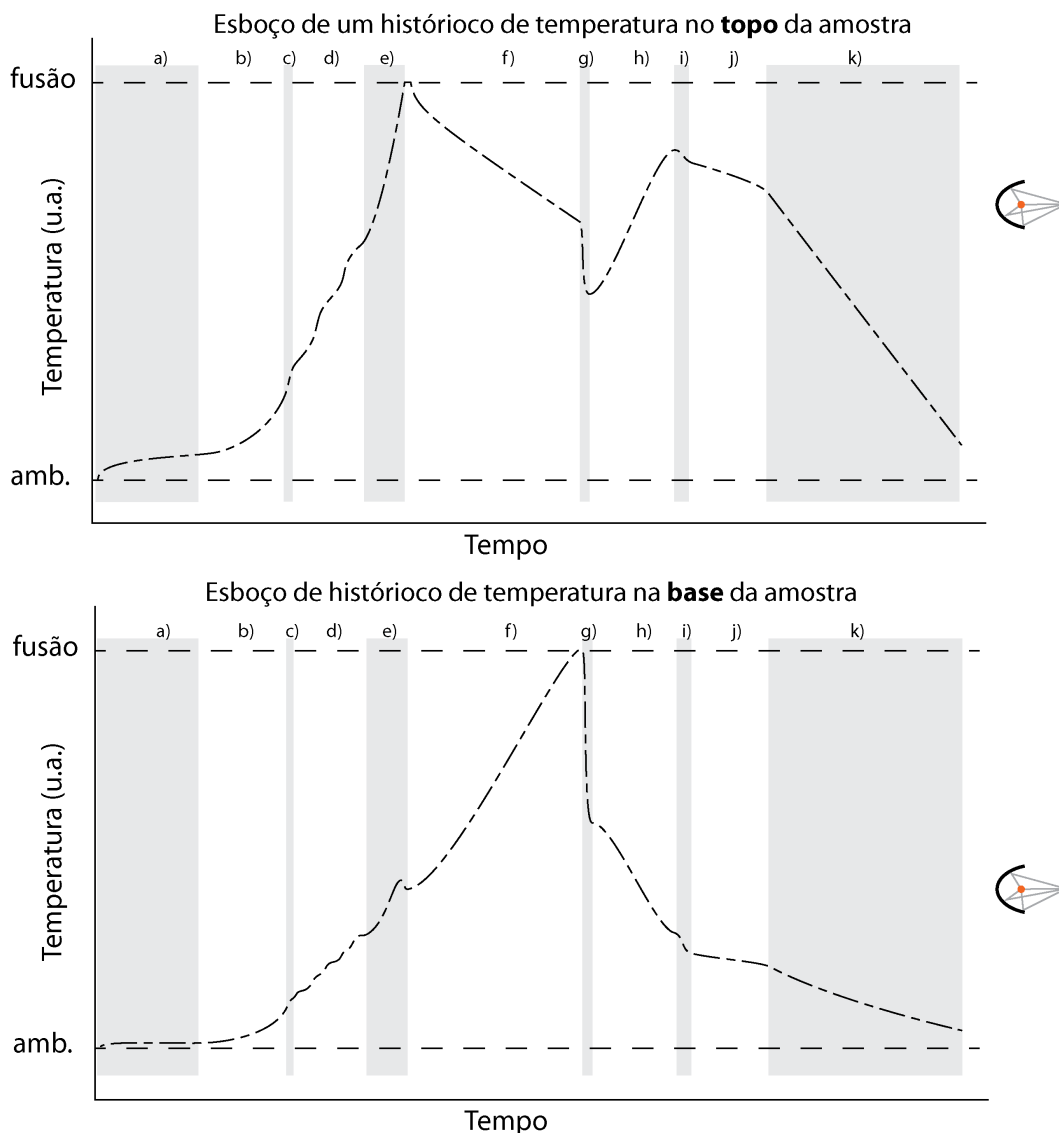 Esboço de um histórioco de temperatura no topo da amostra
a) b) c) d) e) f) g) h) i) j) k)
fusão
Temperatura (u.a.)
amb.
Tempo
Esboço de histórioco de temperatura na base da amostra
a) b) c) d) e) f) g) h) i) j) k)
fusão
Temperatura (u.a.)
amb.
Tempo